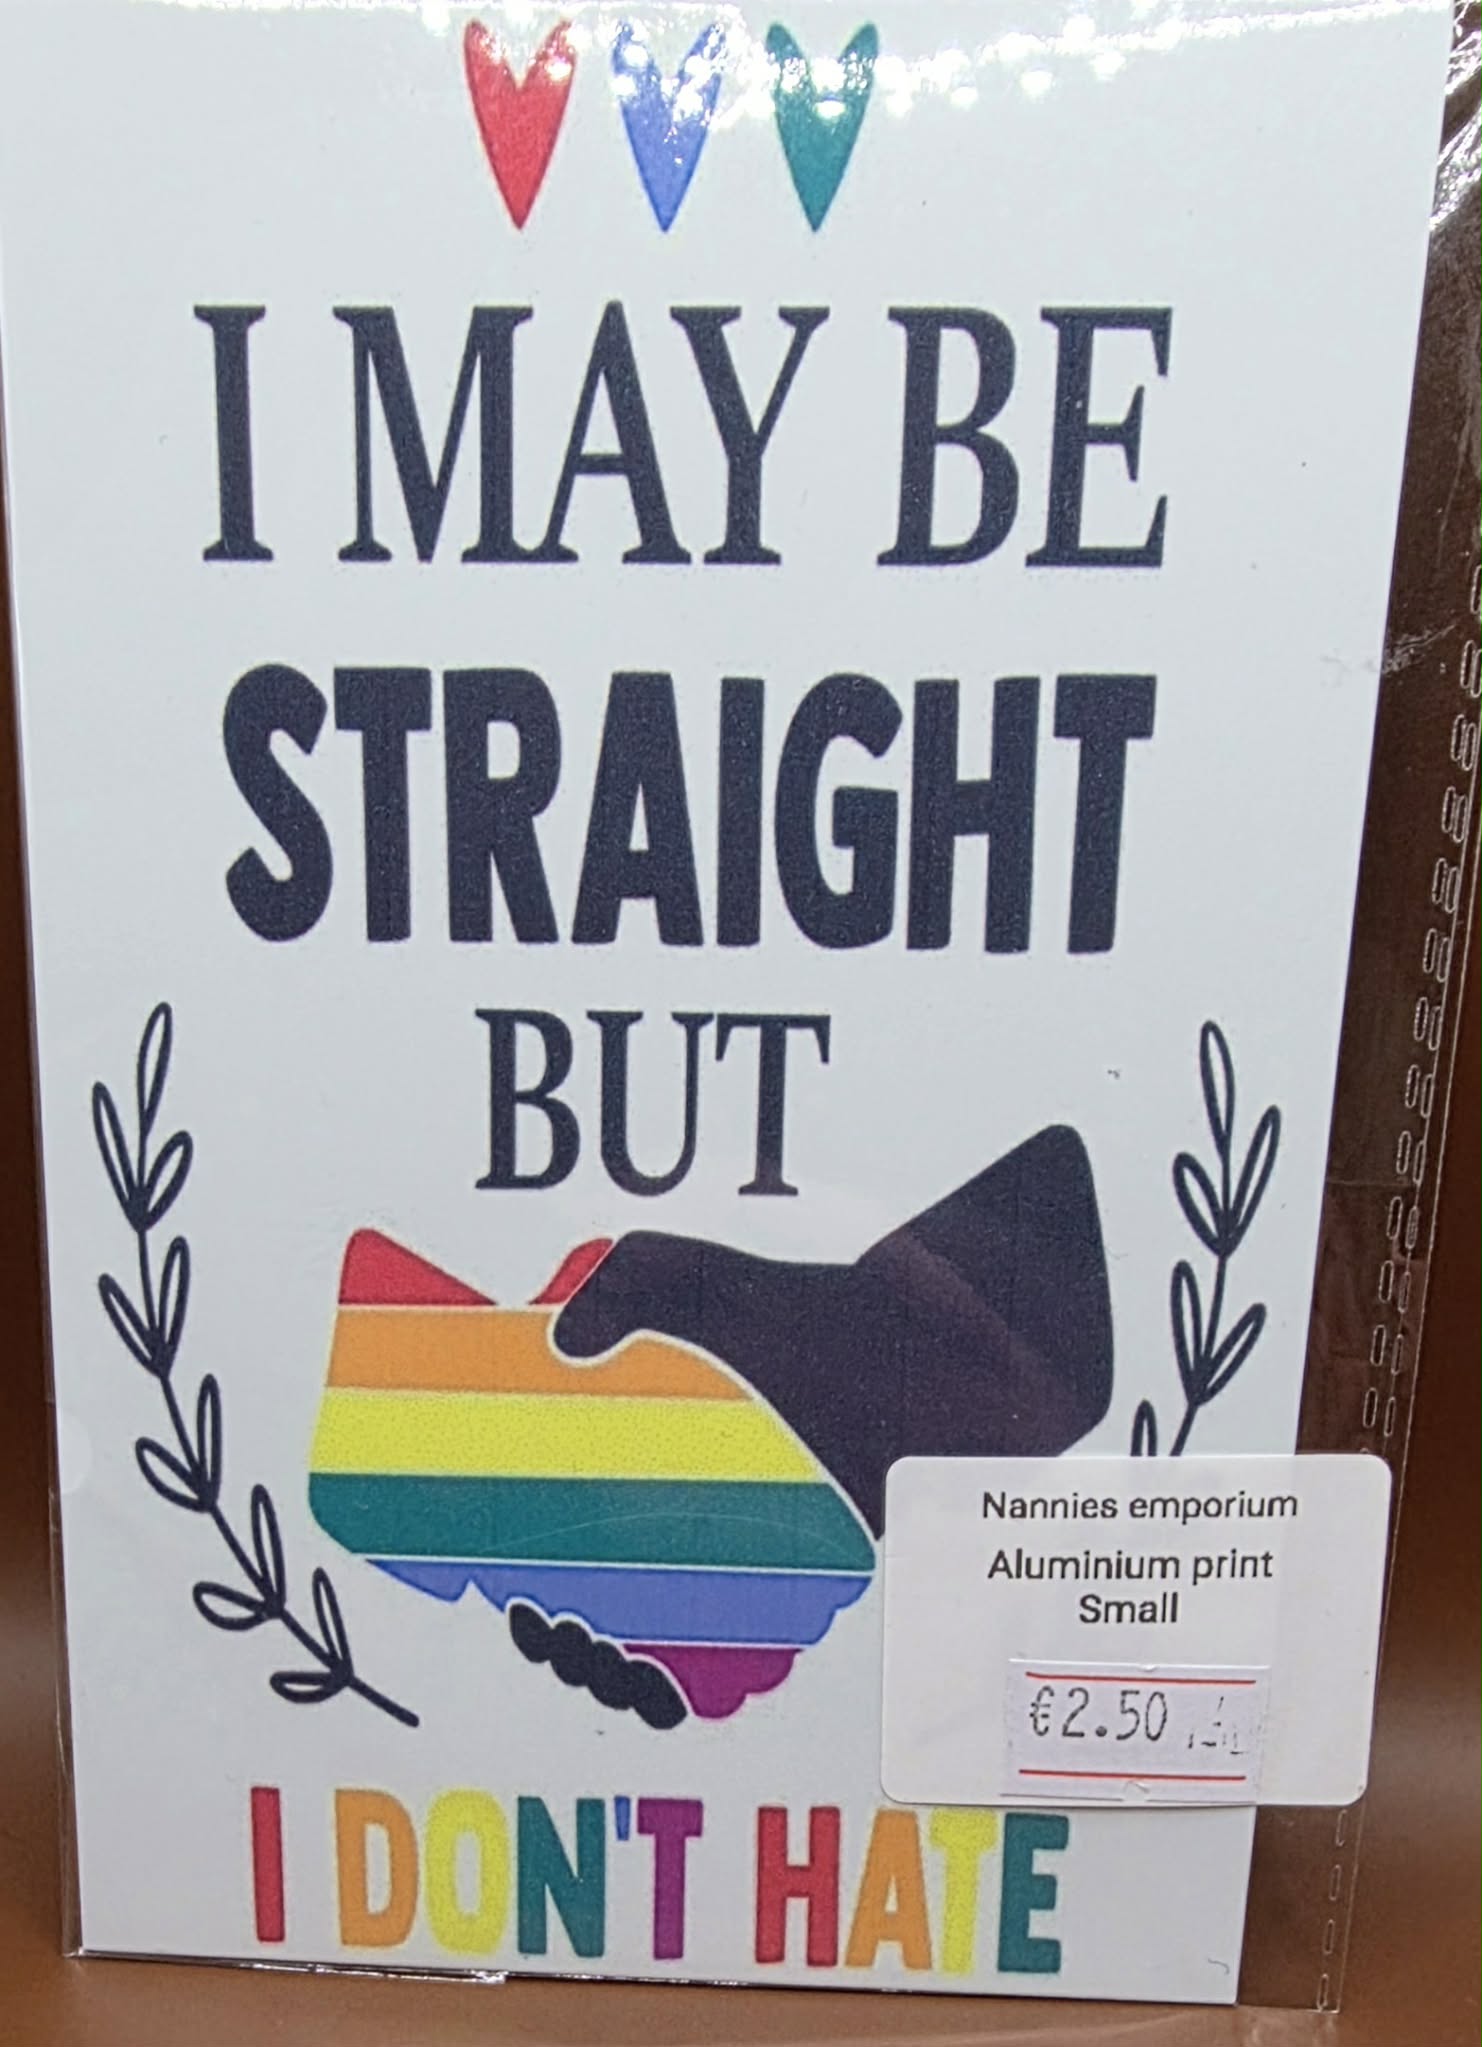 I MAY BE
STRAIGHT
BUT
Nannies emporium
Aluminium print
Small
€2.50
I DON'T HATE